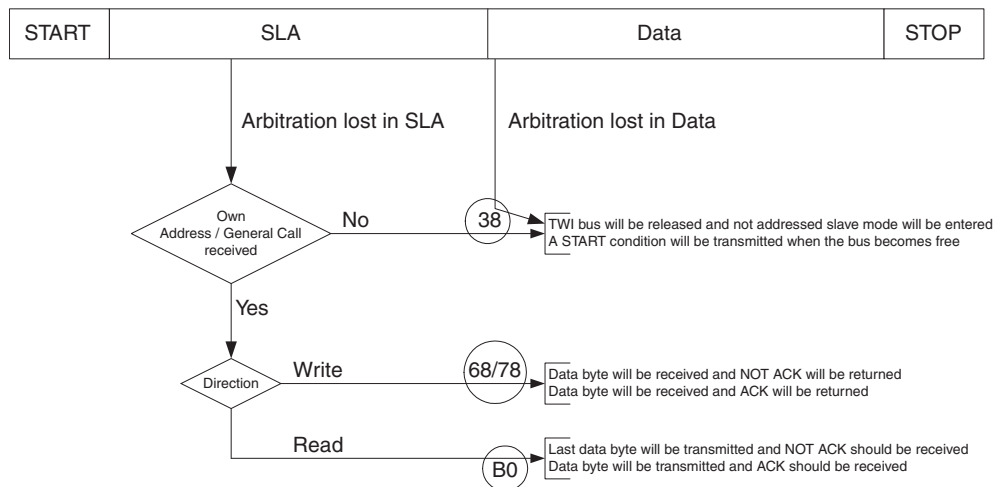 START SLA Data STOP
Arbitration lost in SLA Arbitration lost in Data
Own
Address / General Call
received
No
38
TWI bus will be released and not addressed slave mode will be entered
A START condition will be transmitted when the bus becomes free
Yes
Direction
Write
68/78
Data byte will be received and NOT ACK will be returned
Data byte will be received and ACK will be returned
Read
B0
Last data byte will be transmitted and NOT ACK should be received
Data byte will be transmitted and ACK should be received